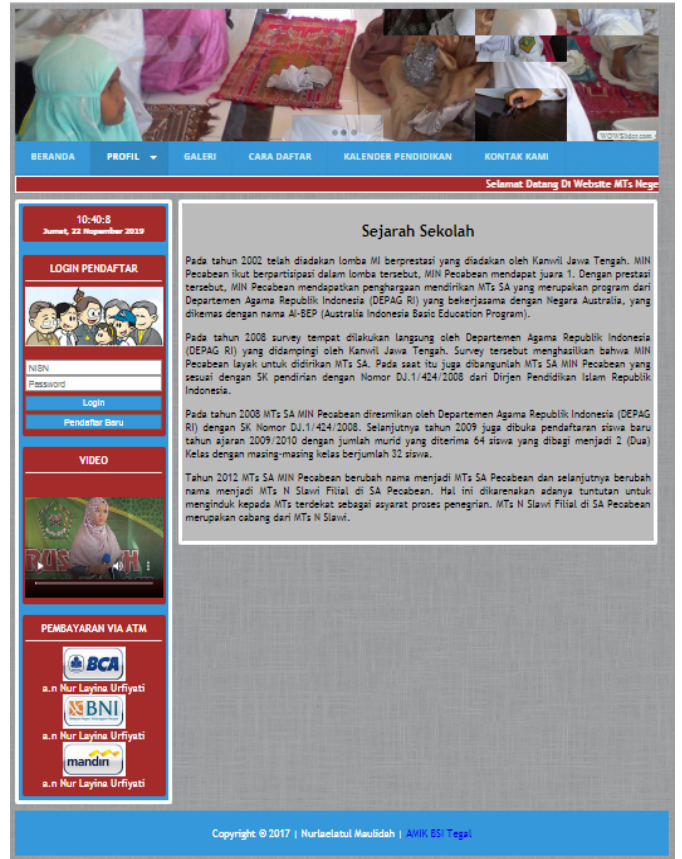 WOWSlider.com
BERANDA PROFIL GALERI CARA DAFTAR KALENDER PENDIDIKAN KONTAK KAMI
Selamat Datang Di Website MTs Nege
10:40:8
Jumat, 22 Nopember 2019
LOGIN PENDAFTAR
NISN
Password
Login
Pendaftar Baru
VIDEO
RUS AH
PEMBAYARAN VIA ATM
BCA
a.n Nur Layina Urfiyati
BNI
a.n Nur Layina Urfiyati
mandiri
a.n Nur Layina Urfiyati
Sejarah Sekolah
Pada tahun 2002 telah diadakan lomba MI berprestasi yang diadakan oleh Kanwil Jawa Tengah. MIN
Pecabean ikut berpartisipasi dalam lomba tersebut, MIN Pecabean mendapat juara 1. Dengan prestasi
tersebut, MIN Pecabean mendapatkan penghargaan mendirikan MTs SA yang merupakan program dari
Departemen Agama Republik Indonesia (DEPAG RI) yang bekerjasama dengan Negara Australia, yang
dikemas dengan nama AI-BEP (Australia Indonesia Basic Education Program).
Pada tahun 2008 survey tempat dilakukan langsung oleh Departemen Agama Republik Indonesia
(DEPAG RI) yang didampingi oleh Kanwil Jawa Tengah. Survey tersebut menghasilkan bahwa MIN
Pecabean layak untuk didirikan MTs SA. Pada saat itu juga dibangunlah MTs MIN Pecabean yang
sesuai dengan SK pendirian dengan Nomor DJ.1/424/2008 dari Dirjen Pendidikan Islam Republik
Indonesia.
Pada tahun 2008 MTs SA MIN Pecabean diresmikan oleh Departemen Agama Republik Indonesia (DEPAG
RI) dengan SK Nomor DJ.1/424/2008. Selanjutnya tahun 2009 juga dibuka pendaftaran siswa baru
tahun ajaran 2009/2010 dengan jumlah murid yang diterima 64 siswa yang dibagi menjadi 2 (Dua)
Kelas dengan masing-masing kelas berjumlah 32 siswa.
Tahun 2012 MTs SA MIN Pecabean berubah nama menjadi MTs SA Pecabean dan selanjutnya berubah
nama menjadi MTs N Slawi Filial di SA Pecabean. Hal ini dikarenakan adanya tuntutan untuk
menginduk kepada MTs terdekat sebagai asyarat proses penegrian. MTs N Slawi Filial di SA Pecabean
merupakan cabang dari MTs N Slawi.
Copyright © 2017 | Nurlaelatul Maulidah | AMIK BSI Tegal